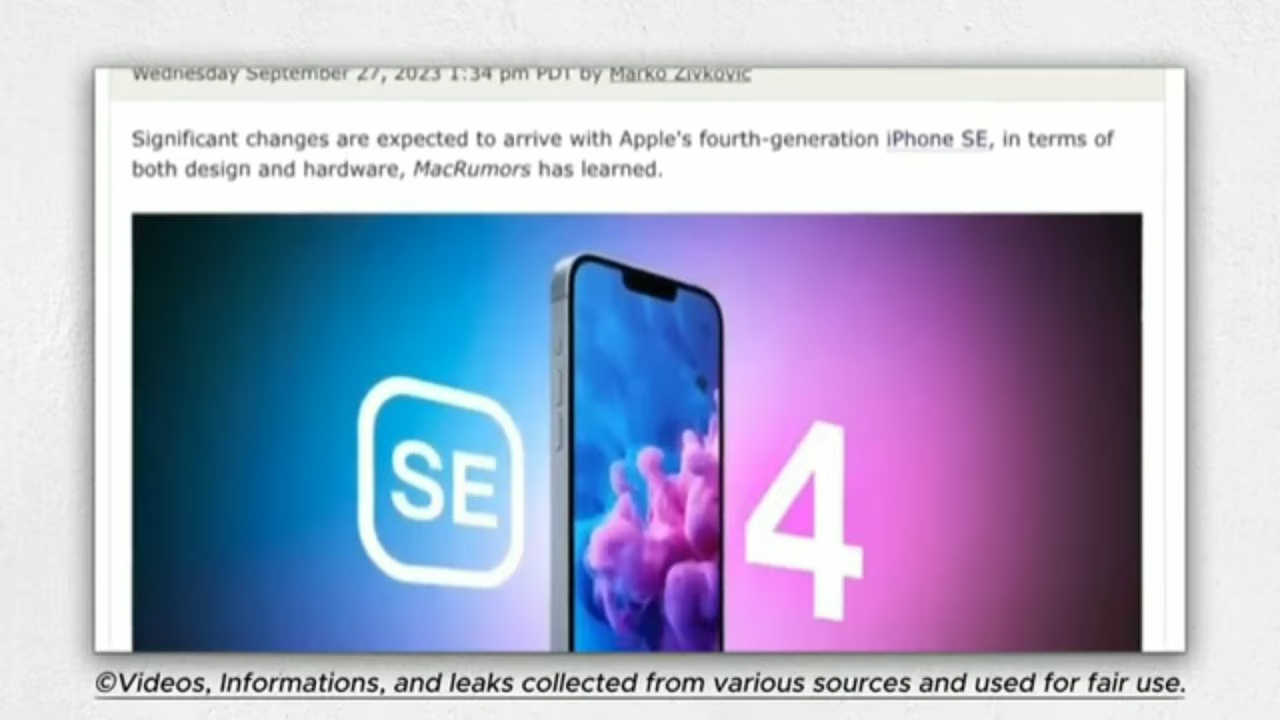 Wednesday September 27, 2023 1:34 pm PDT by Marko Zivkovic
Significant changes are expected to arrive with Apple's fourth-generation iPhone SE, in terms of
both design and hardware, MacRumors has learned.
SE
4
©Videos, Informations, and leaks collected from various sources and used for fair use.